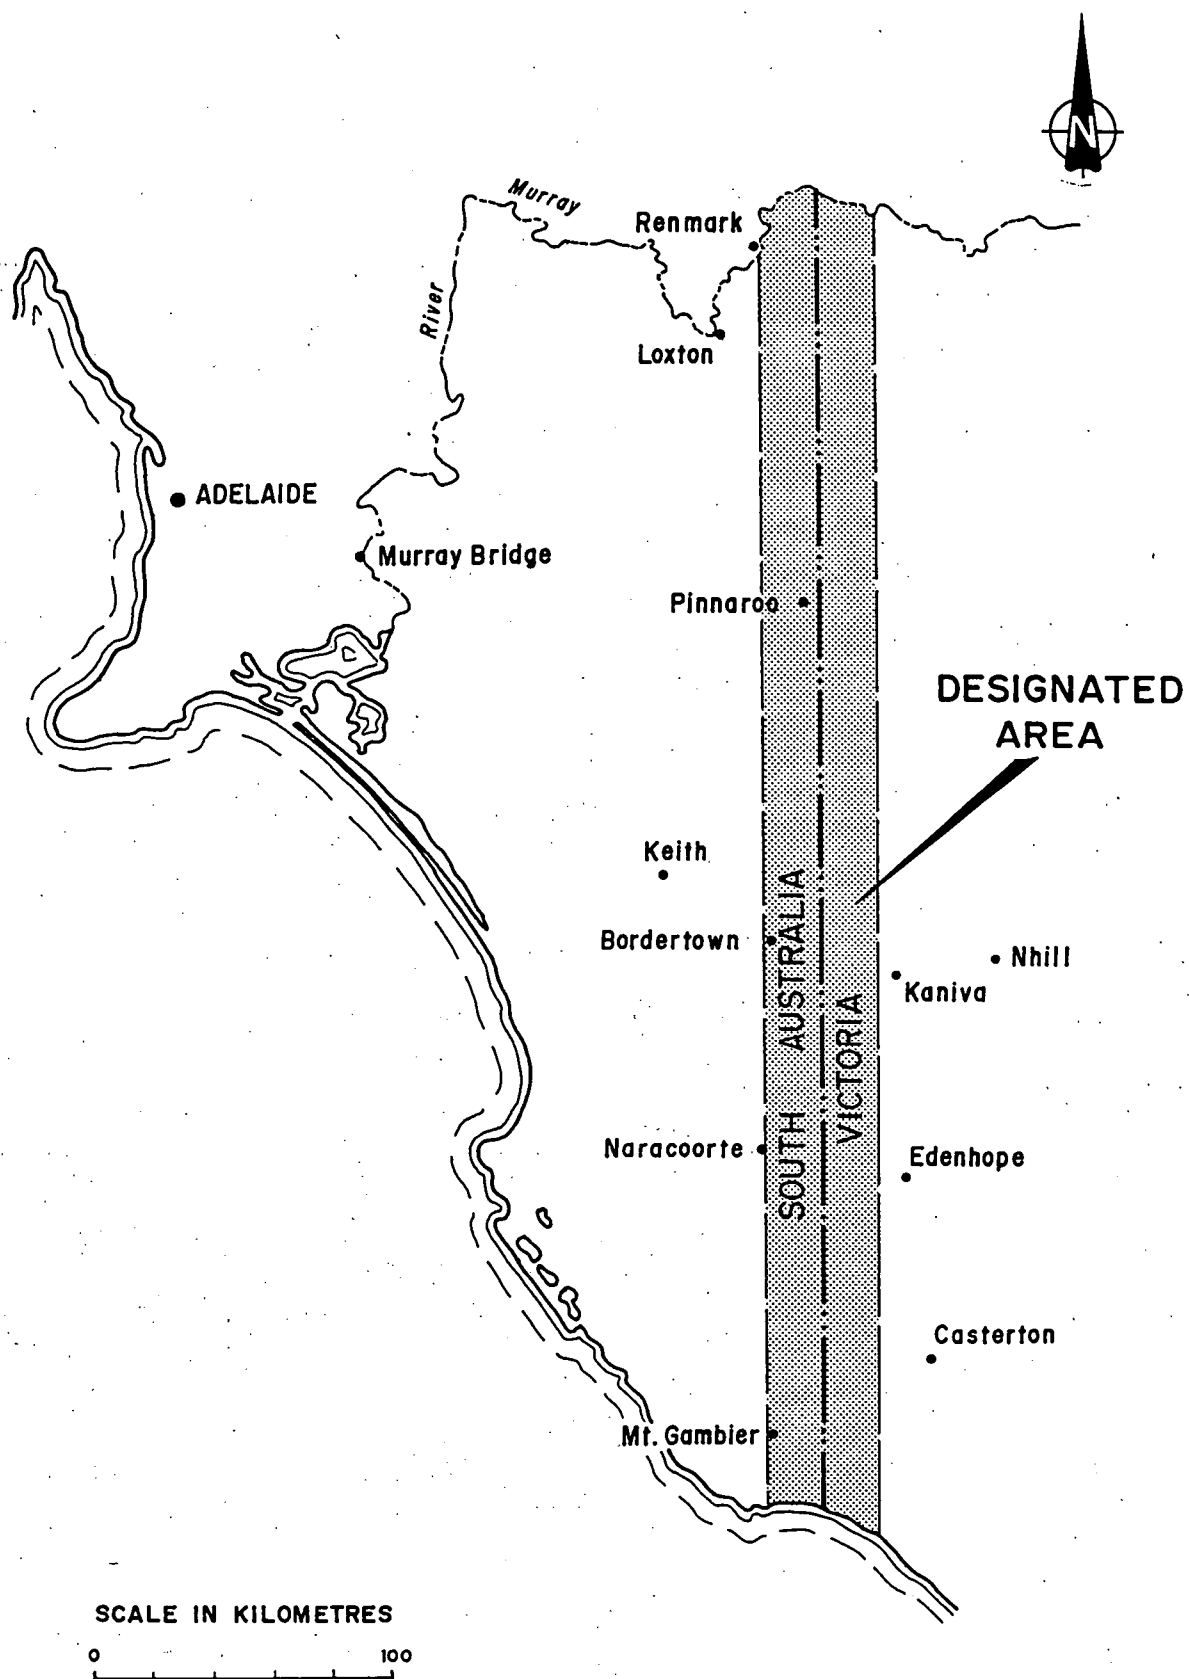 N
Murray
Renmark
River
Loxton
ADELAIDE
Murray Bridge
Pinnaroo
DESIGNATED
AREA
Keith
Bordertown
Nhill
Kaniva
SOUTH AUSTRALIA
VICTORIA
Naracoorte
Edenhope
Casterton
Mt. Gambier
SCALE IN KILOMETRES
0 100